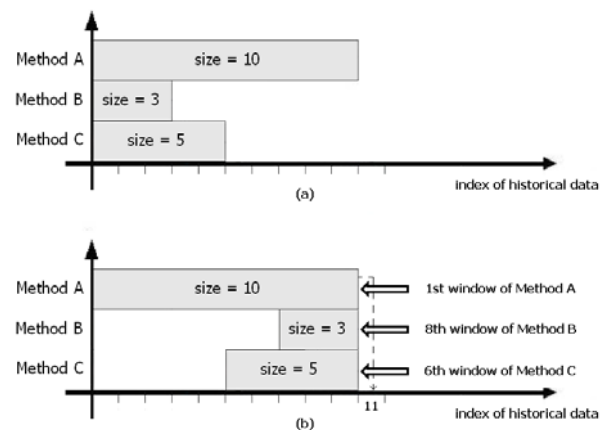 Method A
size = 10
Method B
size = 3
Method C
size = 5
index of historical data
(a)
Method A
size = 10
1st window of Method A
Method B
size = 3
8th window of Method B
Method C
size = 5
6th window of Method C
11
index of historical data
(b)